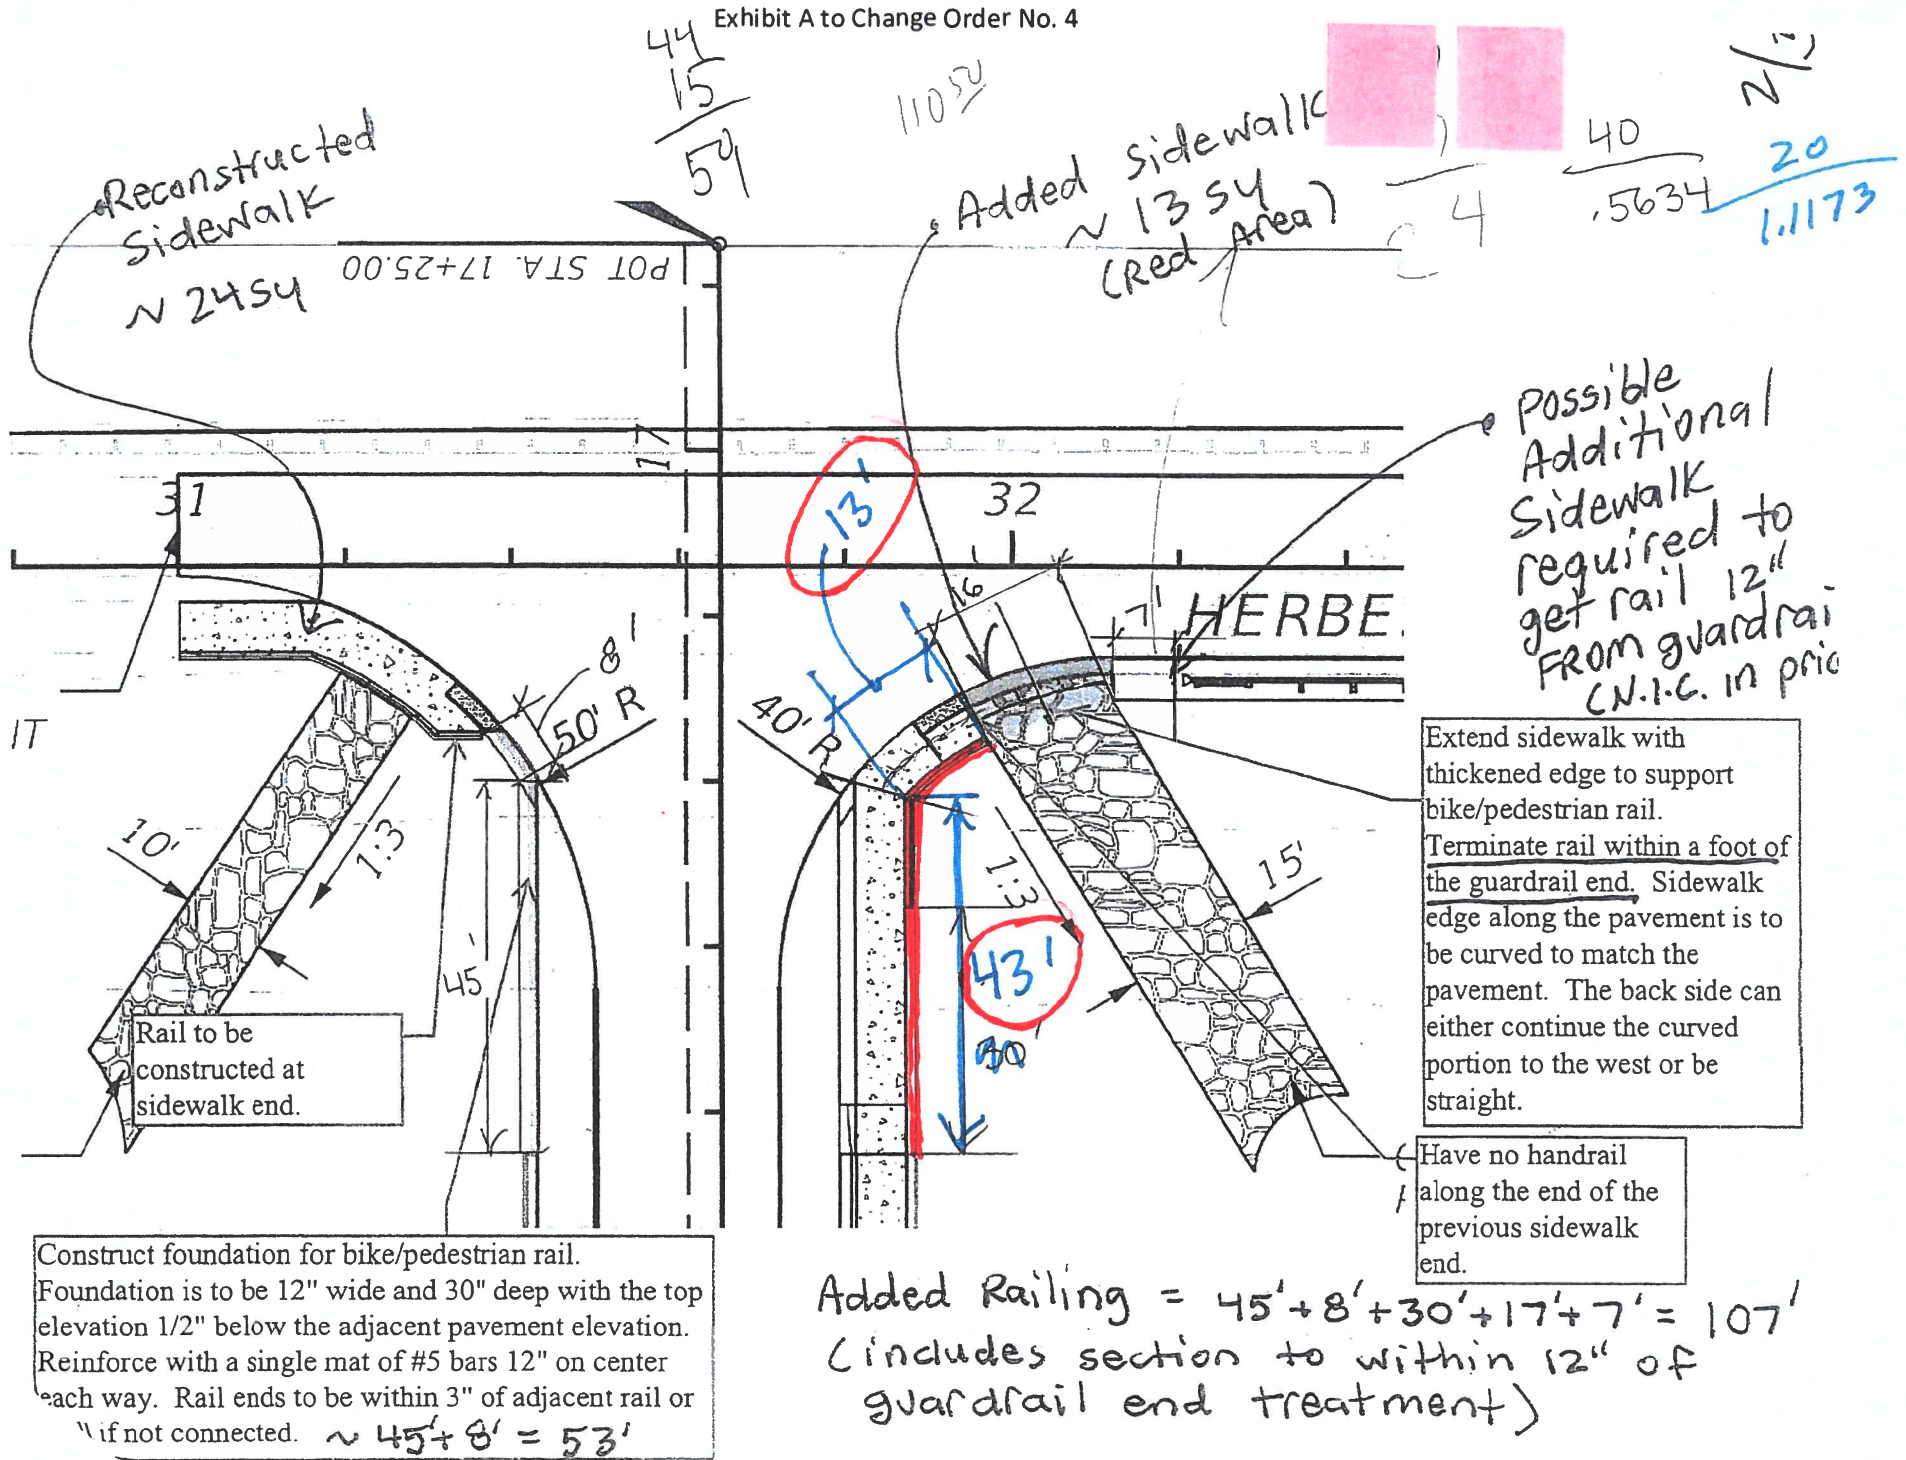 Exhibit A to Change Order No. 4
44
15
59
110 50
40
.5634
20
1.1173
4
Reconstructed
Sidewalk
~ 24 SY
Added Sidewalk
~ 13 SY
(Red Area)
POT STA. 17+25.00
17
31
32
13'
16'
7'
HERBE
Possible
Additional
Sidewalk
required to
get rail 12"
From guardrai
(N.I.C. in pric
8'
50' R
40' R
IT
10'
1:3
45'
1:3
15'
43'
30'
Extend sidewalk with
thickened edge to support
bike/pedestrian rail.
Terminate rail within a foot of
the guardrail end. Sidewalk
edge along the pavement is to
be curved to match the
pavement. The back side can
either continue the curved
portion to the west or be
straight.
Rail to be
constructed at
sidewalk end.
Have no handrail
along the end of the
previous sidewalk
end.
Construct foundation for bike/pedestrian rail.
Foundation is to be 12" wide and 30" deep with the top
elevation 1/2" below the adjacent pavement elevation.
Reinforce with a single mat of #5 bars 12" on center
each way. Rail ends to be within 3" of adjacent rail or
" if not connected. ~ 45'+ 8' = 53'
Added Railing = 45'+8'+30'+17'+7' = 107'
(includes section to within 12" of
guardrail end treatment)